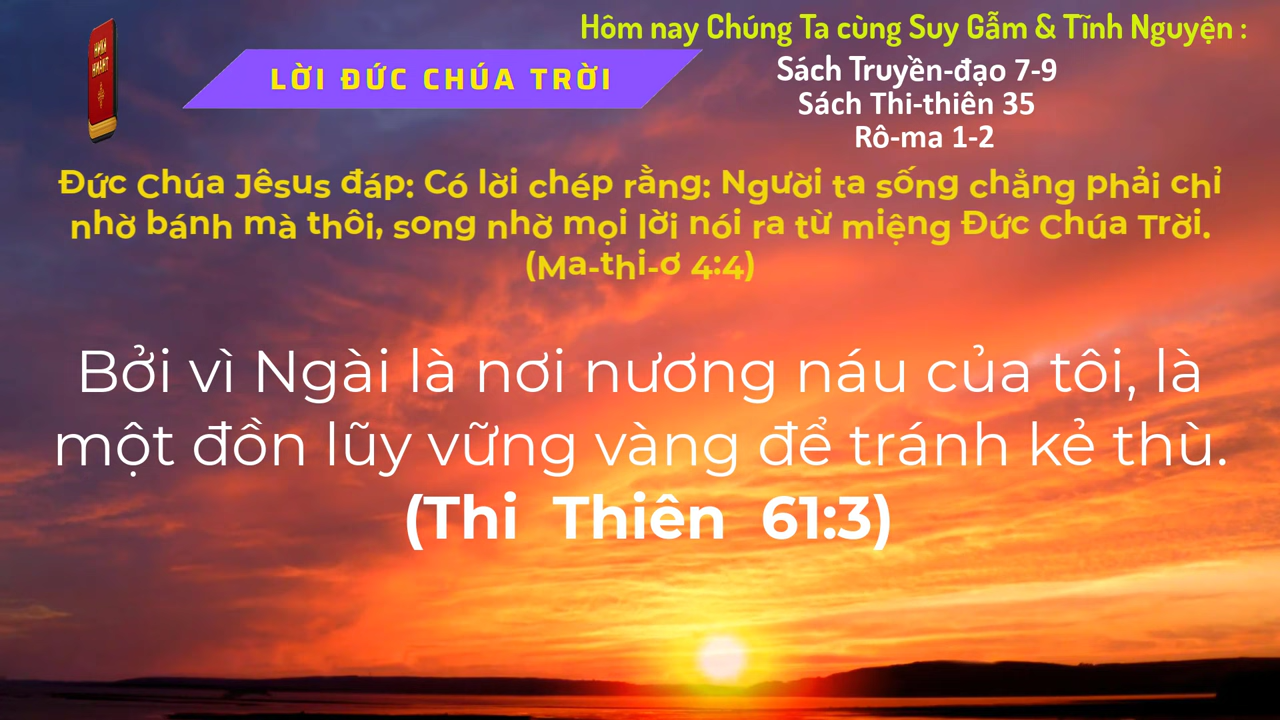 Hôm nay Chúng Ta cùng Suy Gẫm & Tĩnh Nguyện :
LỜI ĐỨC CHÚA TRỜI
Sách Truyền-đạo 7-9
Sách Thi-thiên 35
Rô-ma 1-2
Đức Chúa Jêsus đáp: Có lời chép rằng: Người ta sống chẳng phải chỉ
nhờ bánh mà thôi, song nhờ mọi lời nói ra từ miệng Đức Chúa Trời.
(Ma-thi-ơ 4:4)
Bởi vì Ngài là nơi nương náu của tôi, là
một đồn lũy vững vàng để tránh kẻ thù.
(Thi Thiên 61:3)